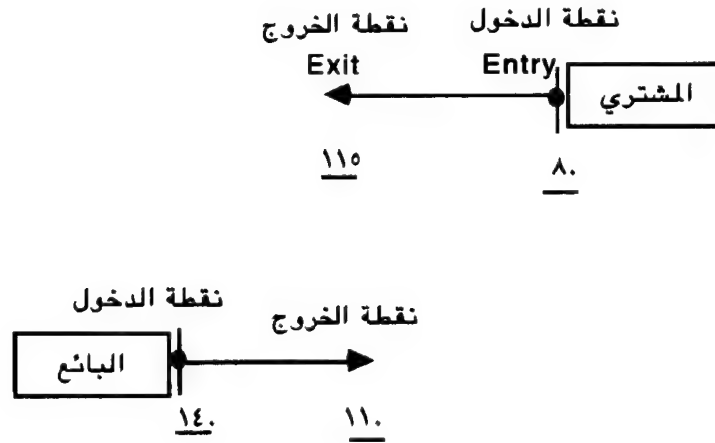 نقطة الدخول
نقطة الخروج
Entry
Exit
المشتري
٨٠
١١٥
نقطة الدخول
نقطة الخروج
البائع
١٤٠
١١٠